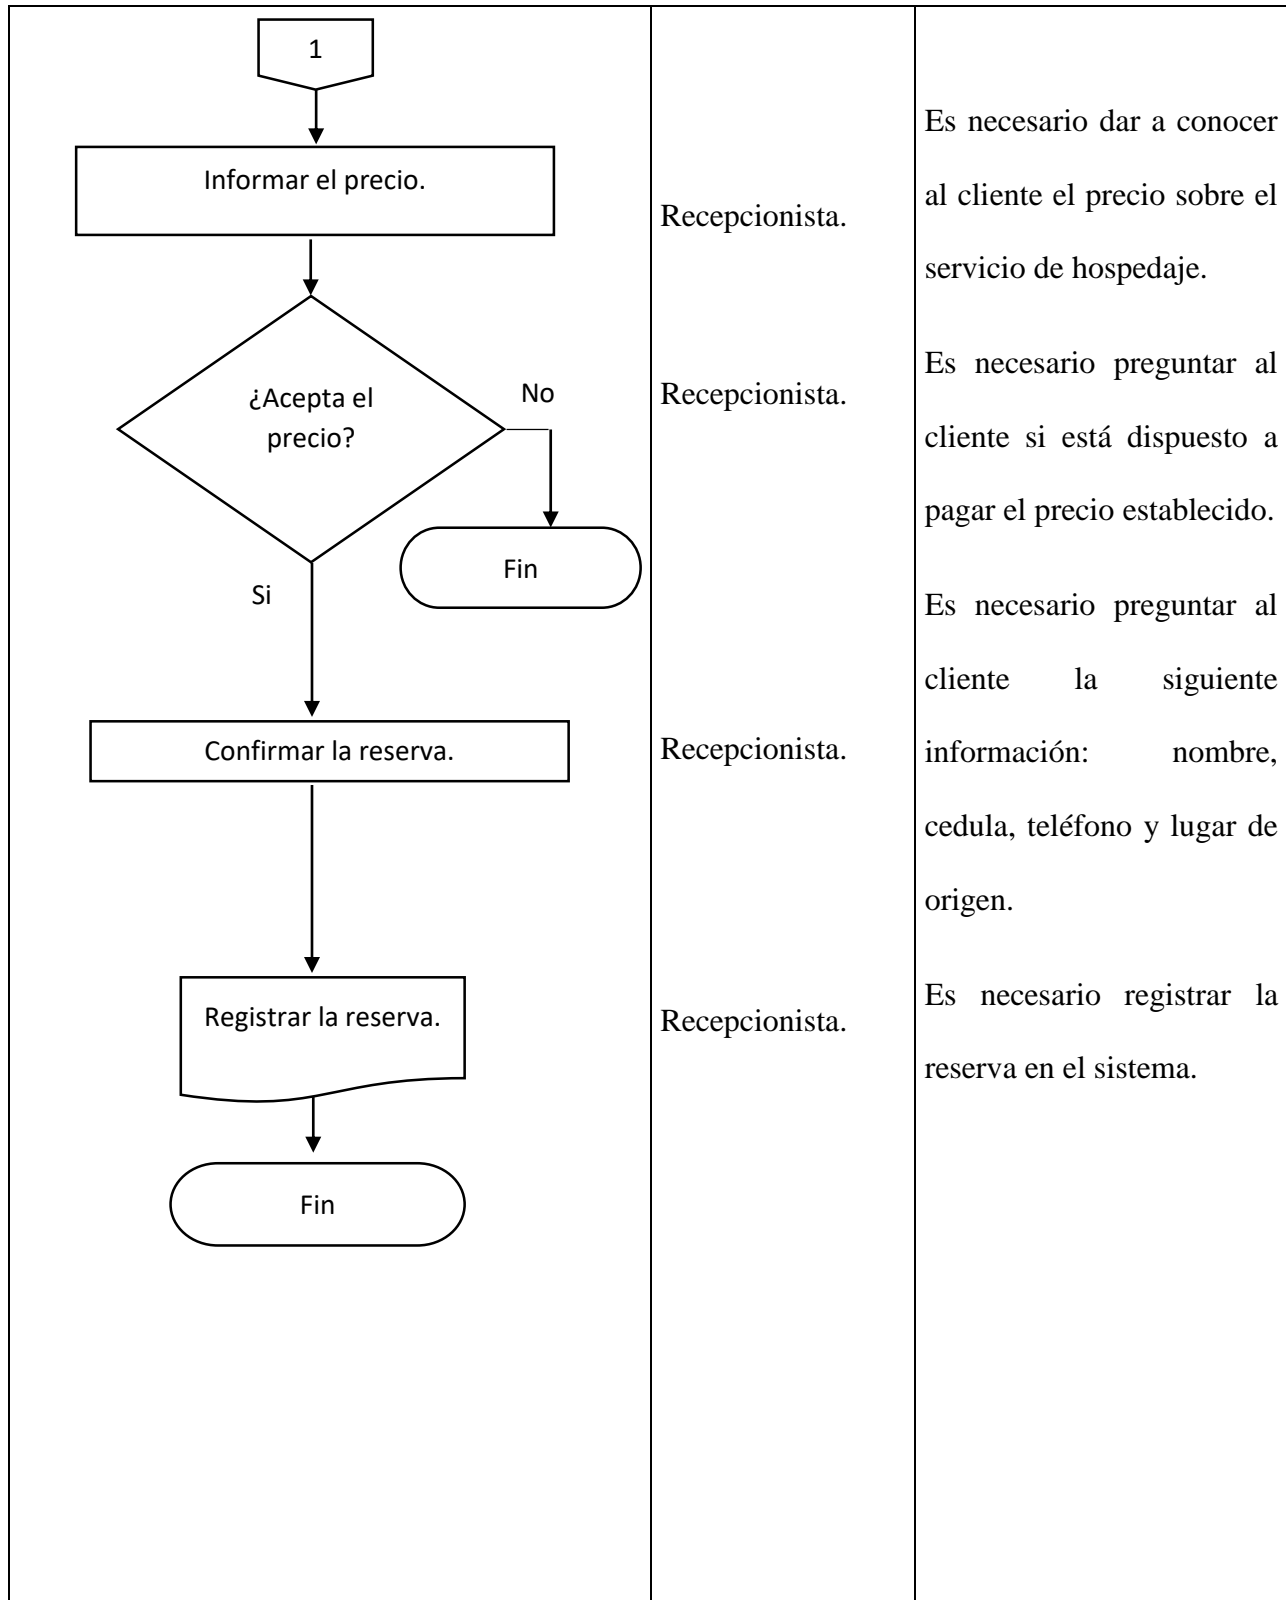 1
Informar el precio.
¿Acepta el
precio?
No
Fin
Si
Confirmar la reserva.
Registrar la reserva.
Fin
Recepcionista.
Recepcionista.
Recepcionista.
Recepcionista.
Es necesario dar a conocer
al cliente el precio sobre el
servicio de hospedaje.
Es necesario preguntar al
cliente si está dispuesto a
pagar el precio establecido.
Es necesario preguntar al
cliente la siguiente
información: nombre,
cedula, teléfono y lugar de
origen.
Es necesario registrar la
reserva en el sistema.